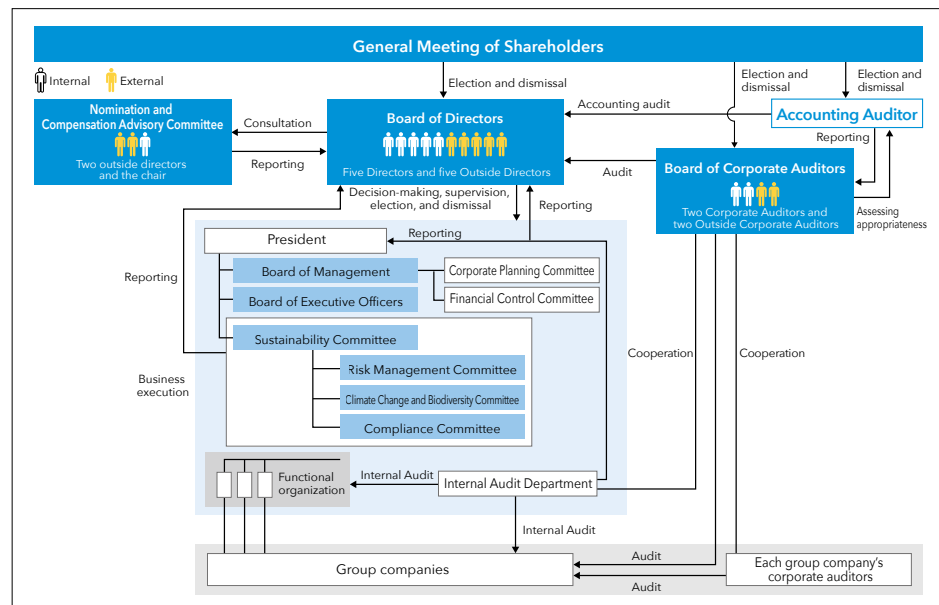 General Meeting of Shareholders
Internal
External
Election and dismissal
Election and
dismissal
Election and
dismissal
Nomination and
Compensation Advisory Committee
Two outside directors
and the chair
Consultation
Reporting
Board of Directors
Five Directors and five Outside Directors
Accounting audit
Audit
Accounting Auditor
Reporting
Board of Corporate Auditors
Two Corporate Auditors and
two Outside Corporate Auditors
Assessing
appropriateness
Decision-making, supervision,
election, and dismissal
Reporting
President
Reporting
Reporting
Board of Management
Corporate Planning Committee
Board of Executive Officers
Financial Control Committee
Sustainability Committee
Risk Management Committee
Climate Change and Biodiversity Committee
Compliance Committee
Business
execution
Cooperation
Cooperation
Functional
organization
Internal Audit
Internal Audit Department
Internal Audit
Group companies
Audit
Audit
Each group company's
corporate auditors